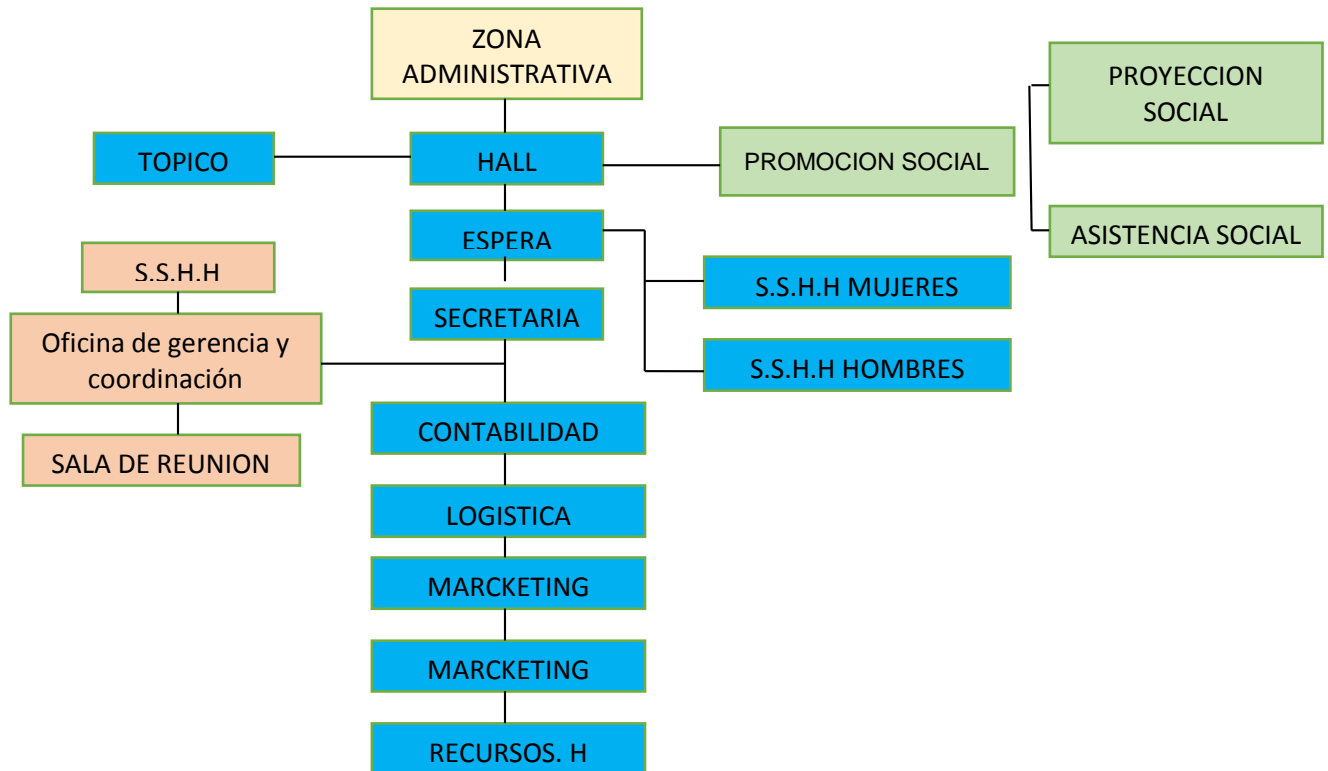 ZONA
ADMINISTRATIVA
PROYECCION
SOCIAL
TOPICO
HALL
PROMOCION SOCIAL
ESPERA
ASISTENCIA SOCIAL
S.S.H.H
S.S.H.H MUJERES
SECRETARIA
Oficina de gerencia y
coordinación
S.S.H.H HOMBRES
CONTABILIDAD
SALA DE REUNION
LOGISTICA
MARCKETING
MARCKETING
RECURSOS. H